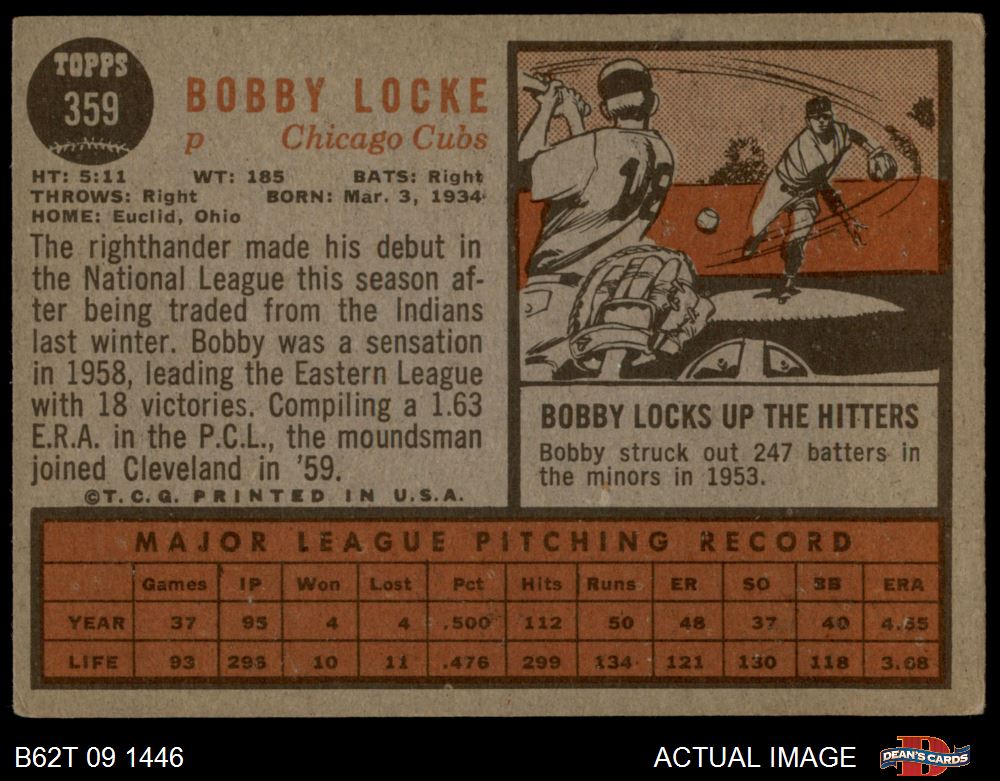 TOPPS
359
BOBBY LOCKE
p Chicago Cubs
HT: 5:11 WT: 185 BATS: Right
THROWS: Right BORN: Mar. 3, 1934
HOME: Euclid, Ohio
The righthander made his debut in
the National League this season af-
ter being traded from the Indians
last winter. Bobby was a sensation
in 1958, leading the Eastern League
with 18 victories. Compiling a 1.63
E.R.A. in the P.C.L., the moundsman
joined Cleveland in '59.
©T.C.G. PRINTED IN U.S.A.
18
BOBBY LOCKS UP THE HITTERS
Bobby struck out 247 batters in
the minors in 1953.
MAJOR LEAGUE PITCHING RECORD
Games IP Won Lost Pct Hits Runs ER SO BB ERA
YEAR 37 95 4 4 .500 112 50 48 37 40 4.55
LIFE 93 10 11 .476 299 134 121 130 118 3.68
B62T 09 1446
ACTUAL IMAGE
DEAN'S CARDS